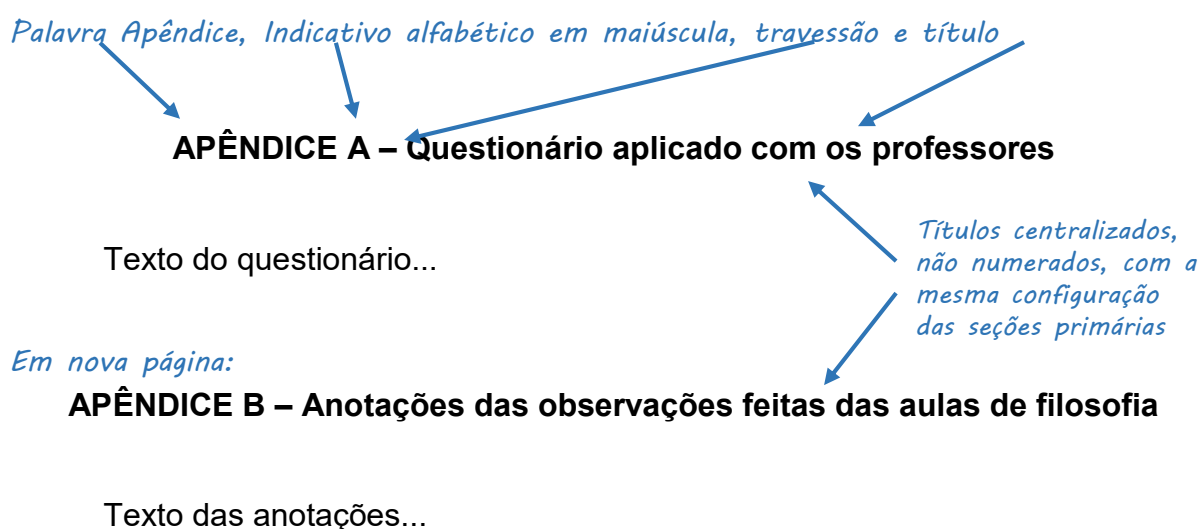 Palavra Apêndice, Indicativo alfabético em maiúscula, travessão e título
APÊNDICE A – Questionário aplicado com os professores
Texto do questionário...
Títulos centralizados,
não numerados, com a
mesma configuração
das seções primárias
Em nova página:
APÊNDICE B – Anotações das observações feitas das aulas de filosofia
Texto das anotações...